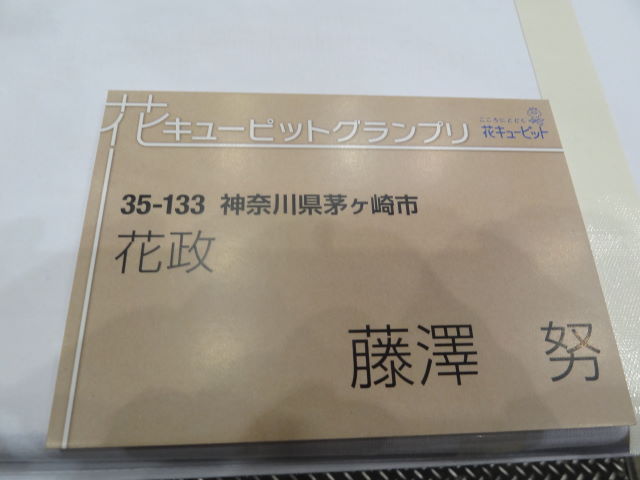 花キューピットグランプリ
こころにとどく
花キューピット
35-133 神奈川県茅ヶ崎市
花政
藤澤 努